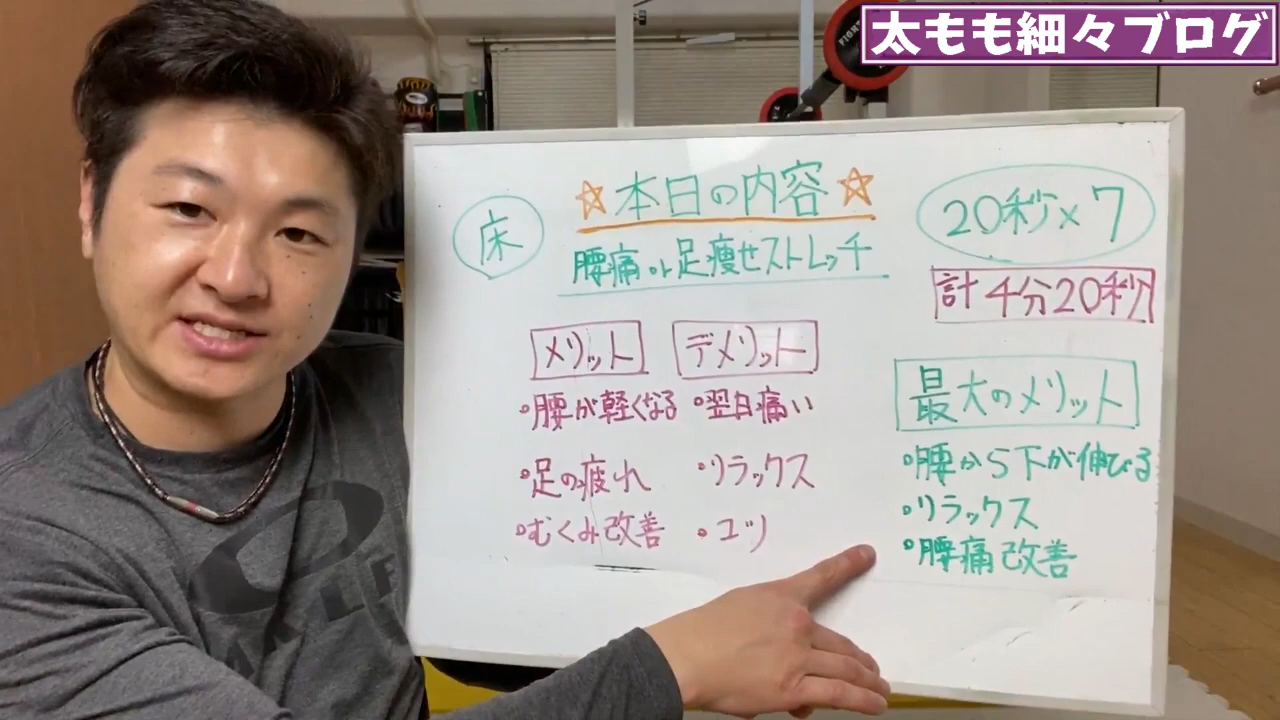 太もも細々ブログ
床
☆本日の内容☆
腰痛or足痩せストレッチ
20秒×7
計4分20秒
メリット
・腰が軽くなる
・足の疲れ
・むくみ改善
デメリット
・翌日痛い
・リラックス
・ユツ
最大のメリット
・腰から下が伸びる
・リラックス
・腰痛改善